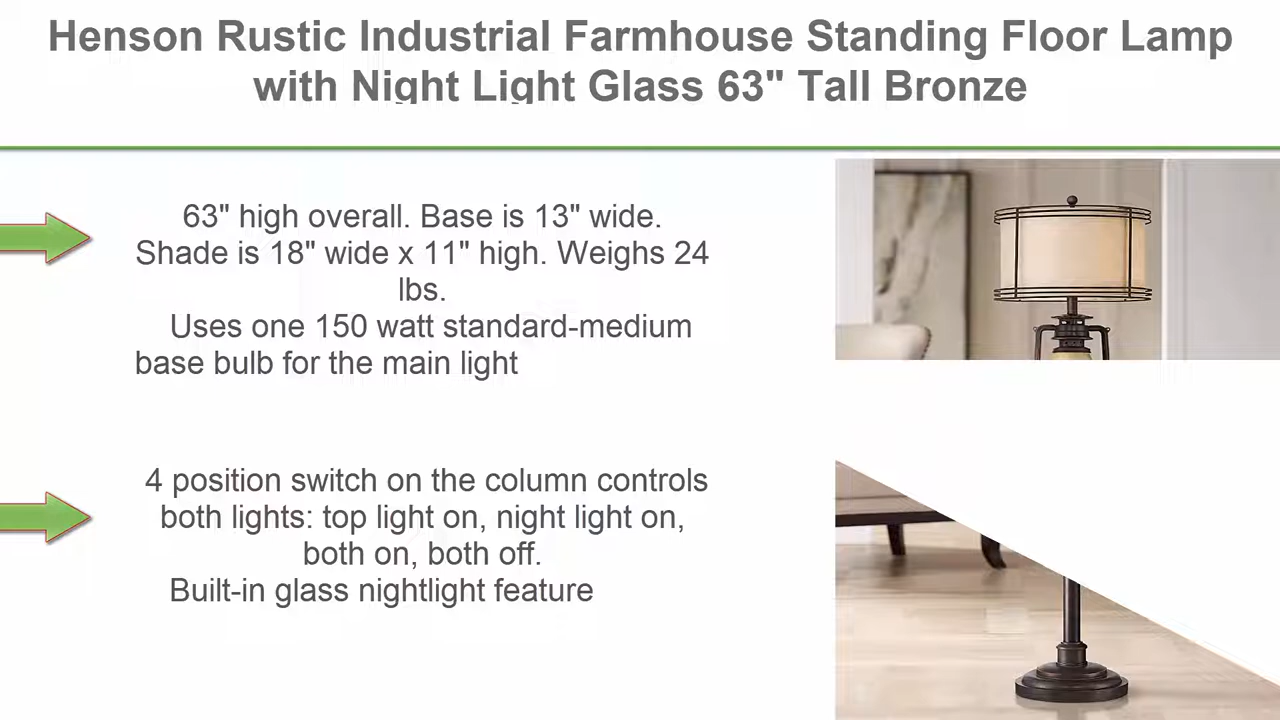 Henson Rustic Industrial Farmhouse Standing Floor Lamp
with Night Light Glass 63" Tall Bronze
63" high overall. Base is 13" wide.
Shade is 18" wide x 11" high. Weighs 24
lbs.
Uses one 150 watt standard-medium
base bulb for the main light
4 position switch on the column controls
both lights: top light on, night light on,
both on, both off.
Built-in glass nightlight feature